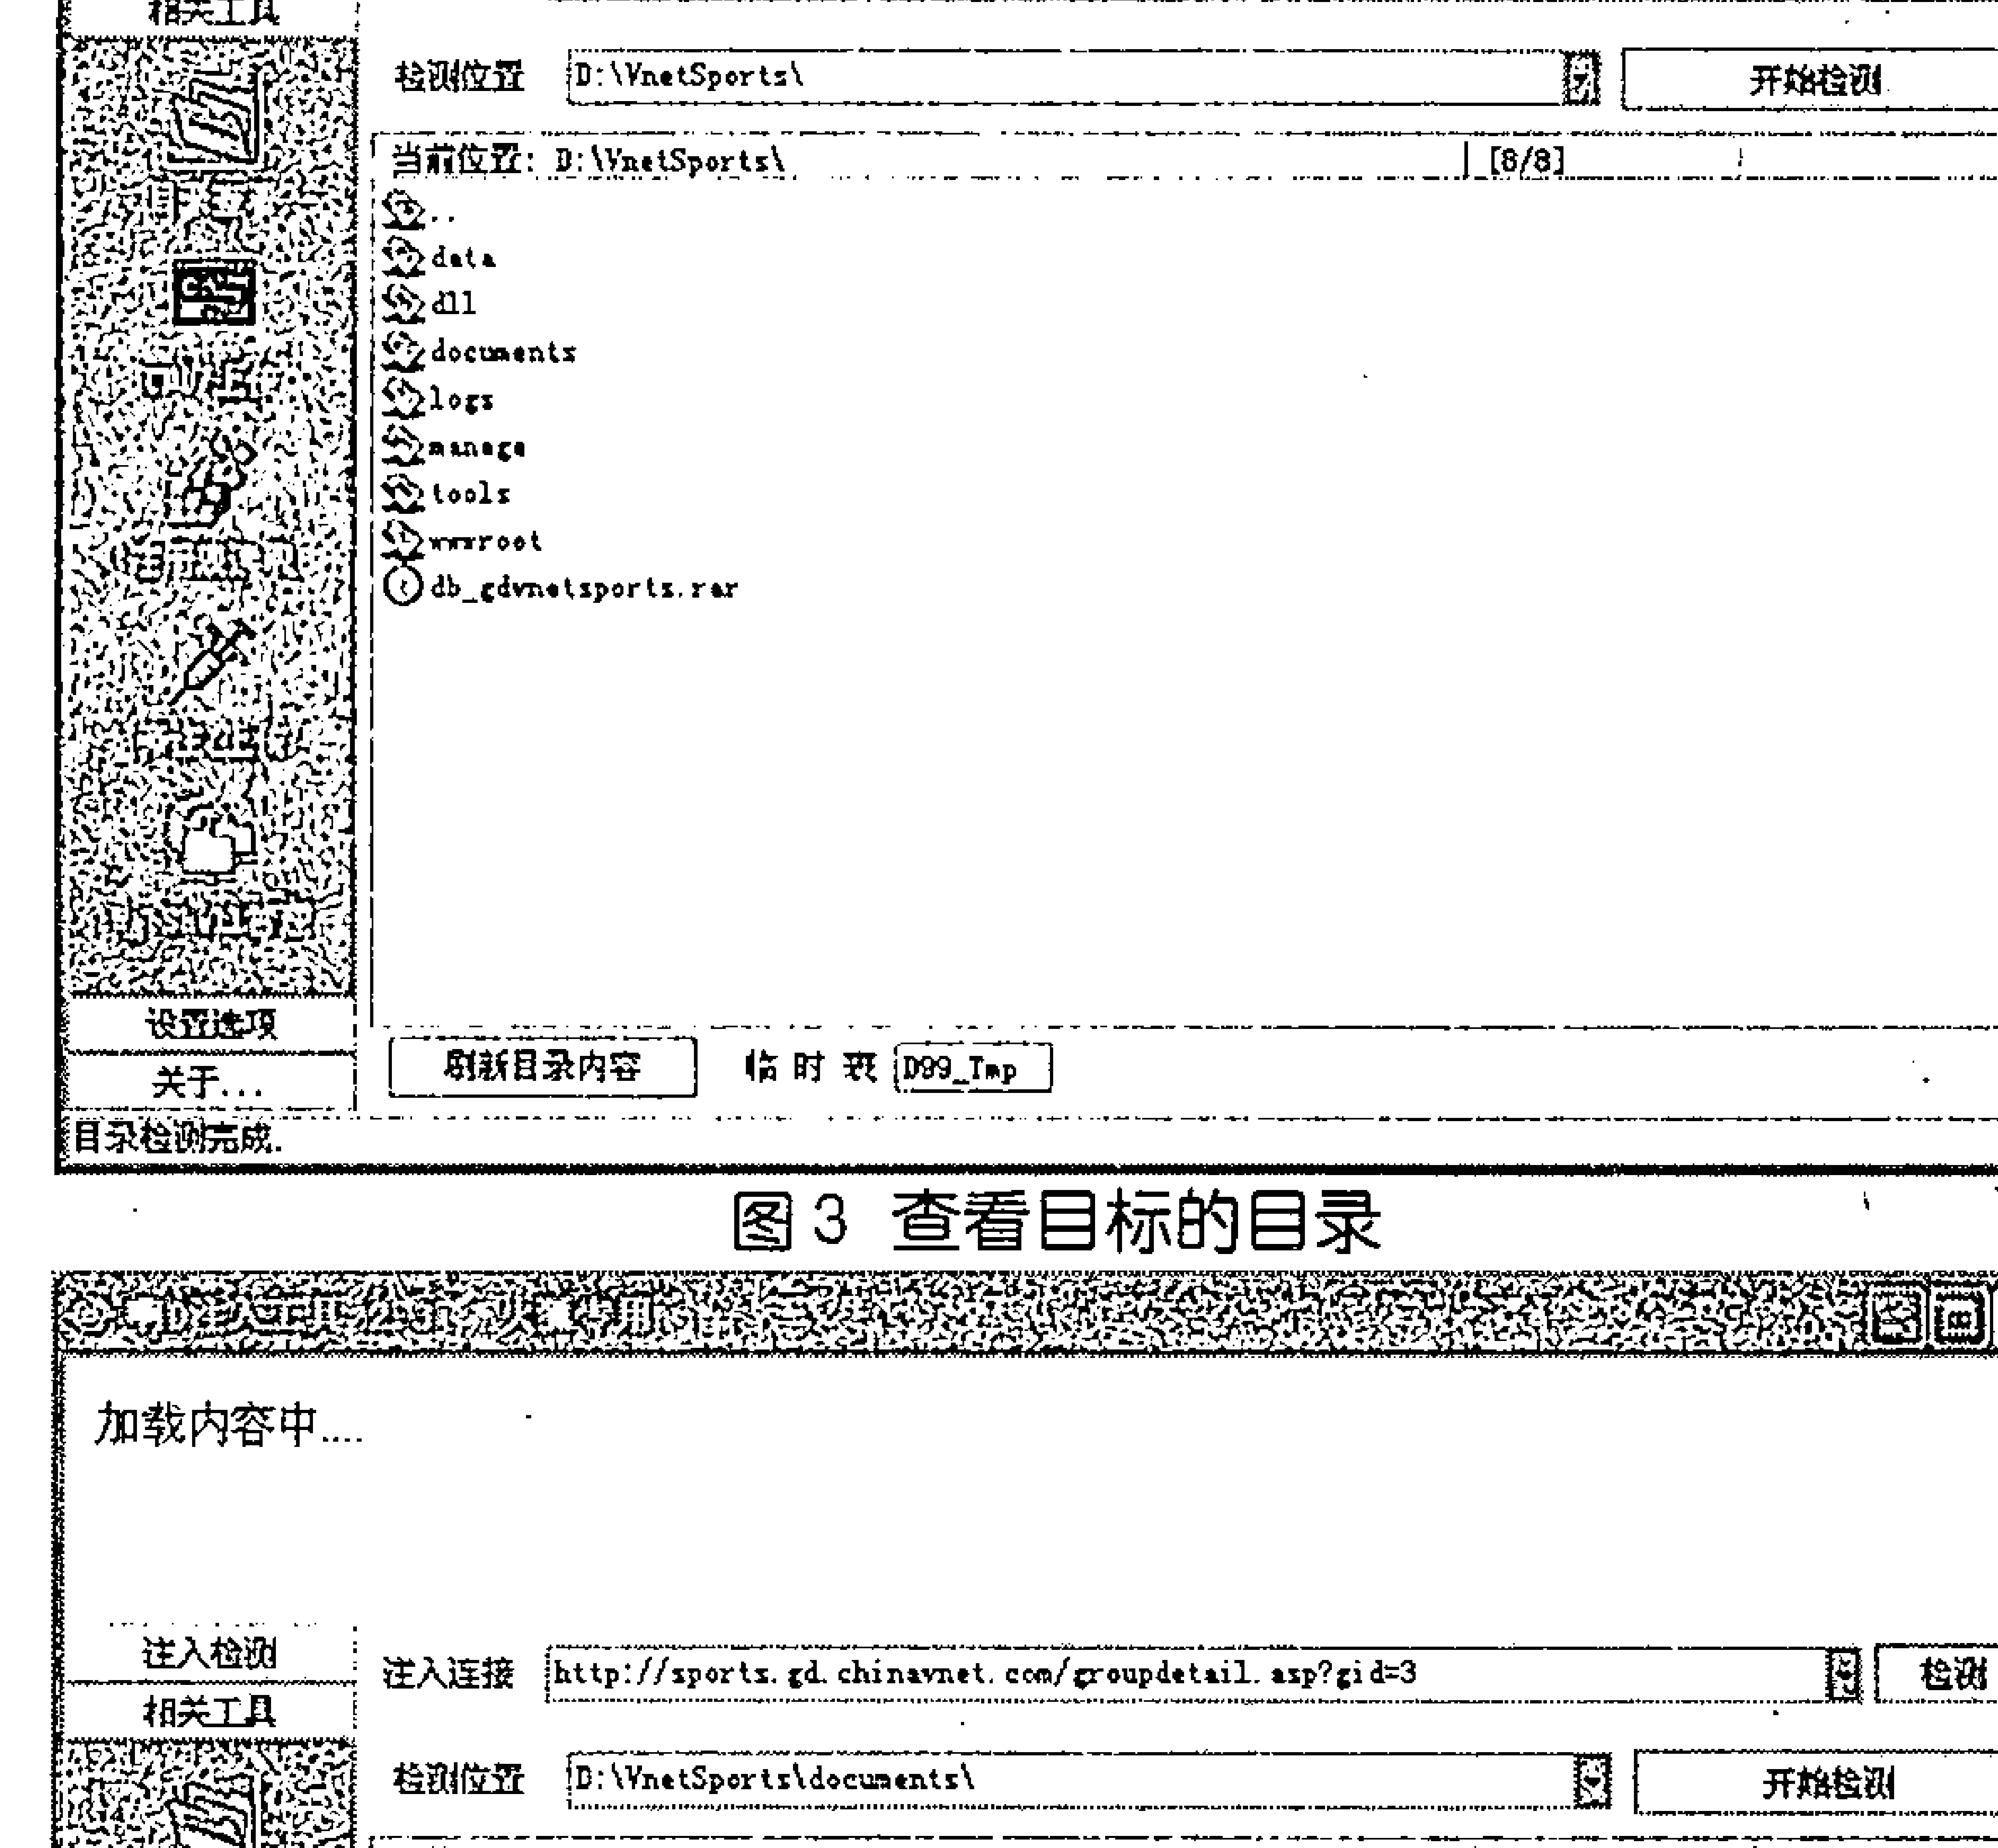 相关工具
检测位置 D:\VnetSports\ 开始检测
当前位置: D:\VnetSports\ [8/8]
..
data
dll
documents
logs
manage
tools
wwwroot
db_gdvnetsports.rar
设置选项
关于...
刷新目录内容 临时表 D99_Tmp
目录检测完成.
图3 查看目标的目录
加载内容中....
注入检测
注入连接 http://sports.gd.chinavnet.com/groupdetail.asp?gid=3 检测
相关工具
检测位置 D:\VnetSports\documents\ 开始检测